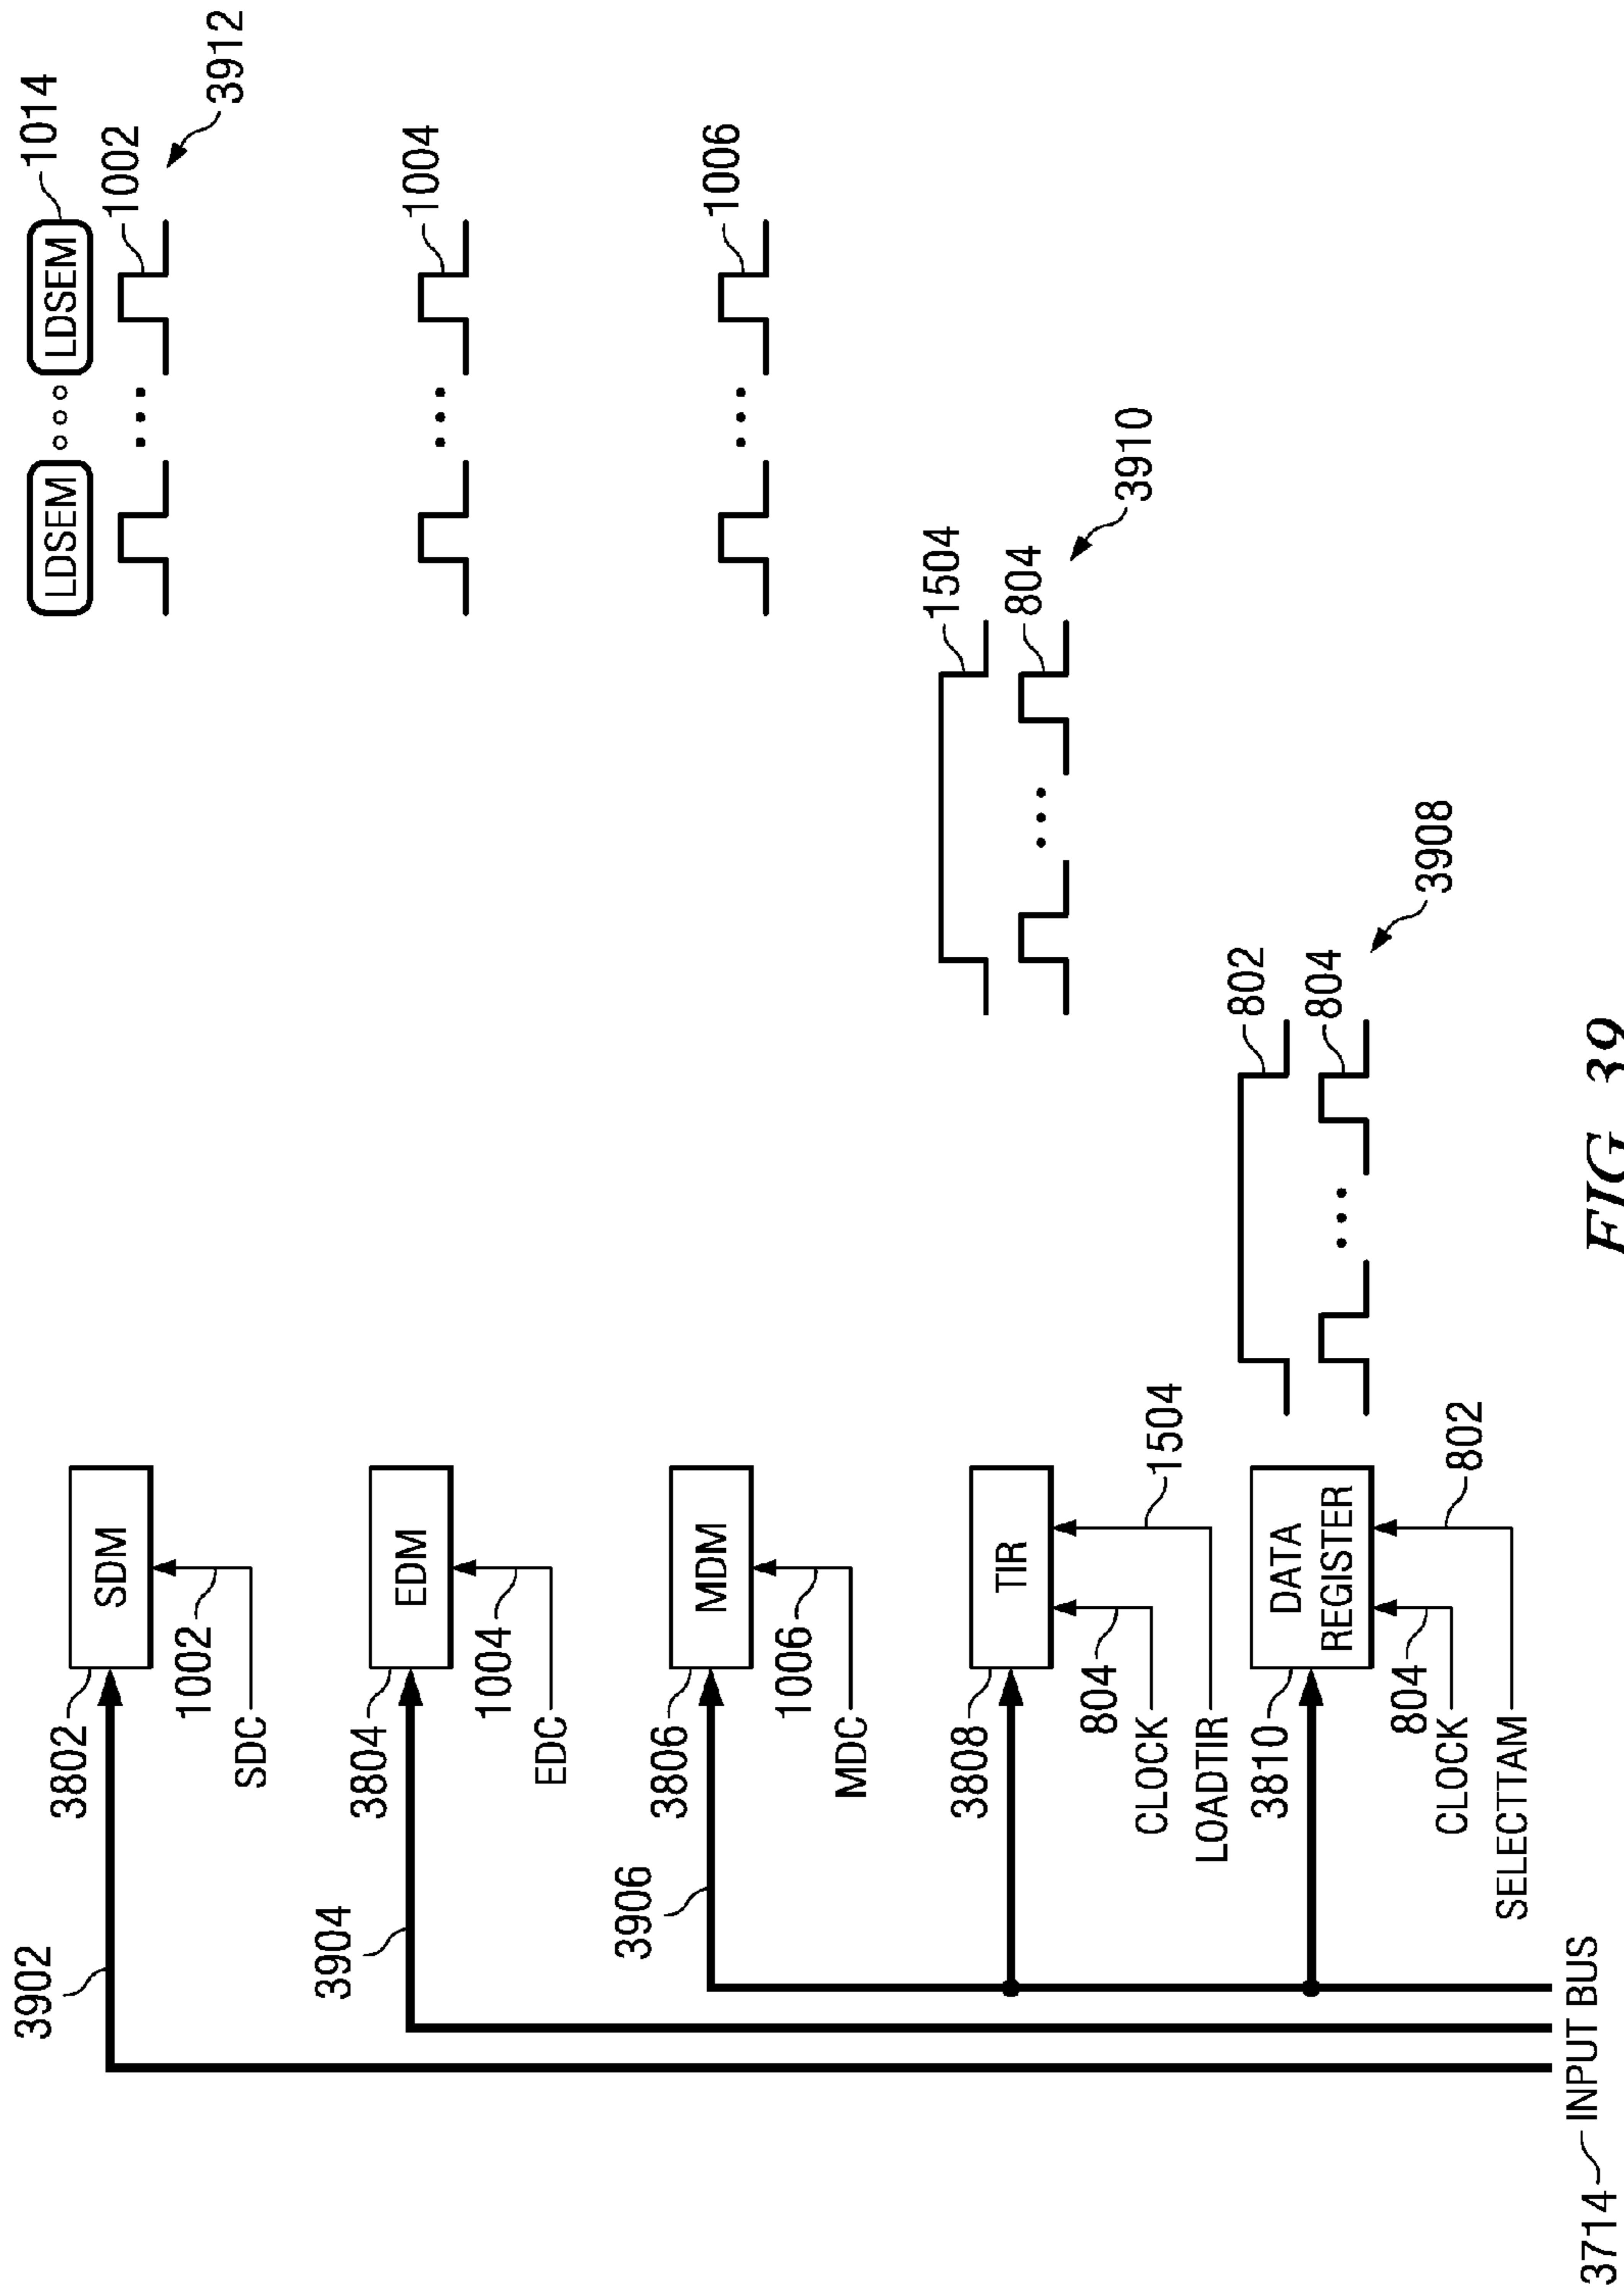 3902
3802
SDM
1002
SDC
LDSEM
LDSEM
1014
1002
3912
3904
3804
EDM
1004
EDC
1004
3906
3806
MDM
1006
MDC
1006
3808
TIR
804
1504
CLOCK
LOADTIR
1504
804
3910
3810
DATA
REGISTER
804
802
CLOCK
SELECTTAM
802
804
3908
3714
INPUT BUS
FIG. 39